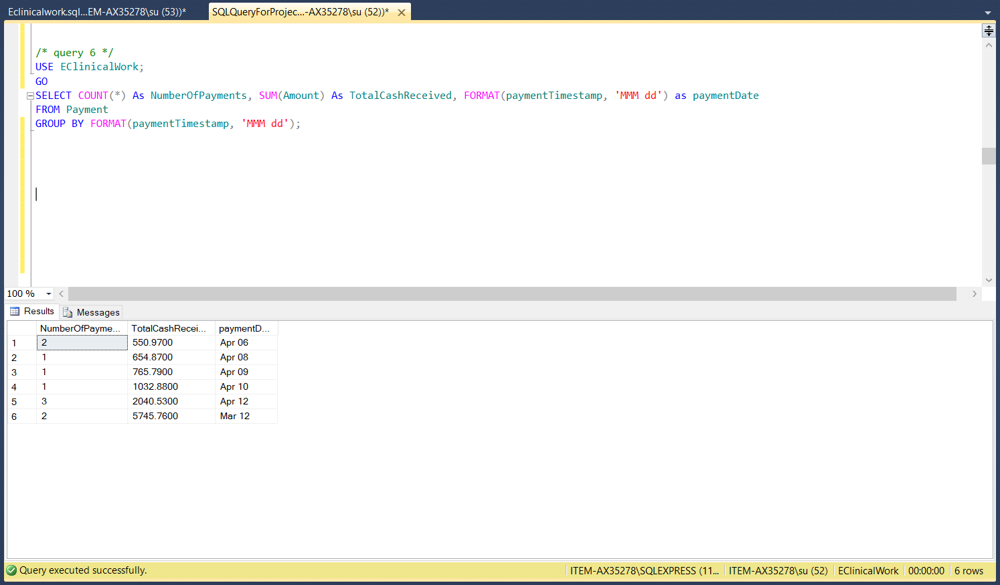 Eclinicalwork.sql...EM-AX35278\su (53))* SQLQueryForProjec...-AX35278\su (52))*
/* query 6 */
USE EClinicalWork;
GO
SELECT COUNT(*) As NumberOfPayments, SUM(Amount) As TotalCashReceived, FORMAT(paymentTimestamp, 'MMM dd') as paymentDate
FROM Payment
GROUP BY FORMAT(paymentTimestamp, 'MMM dd');
100 %
Results Messages
NumberOfPayme... TotalCashRecei... paymentD...
1 2 550.9700 Apr 06
2 1 654.8700 Apr 08
3 1 765.7900 Apr 09
4 1 1032.8800 Apr 10
5 3 2040.5300 Apr 12
6 2 5745.7600 Mar 12
Query executed successfully. ITEM-AX35278\SQLEXPRESS (11... ITEM-AX35278\su (52) EClinicalWork 00:00:00 6 rows